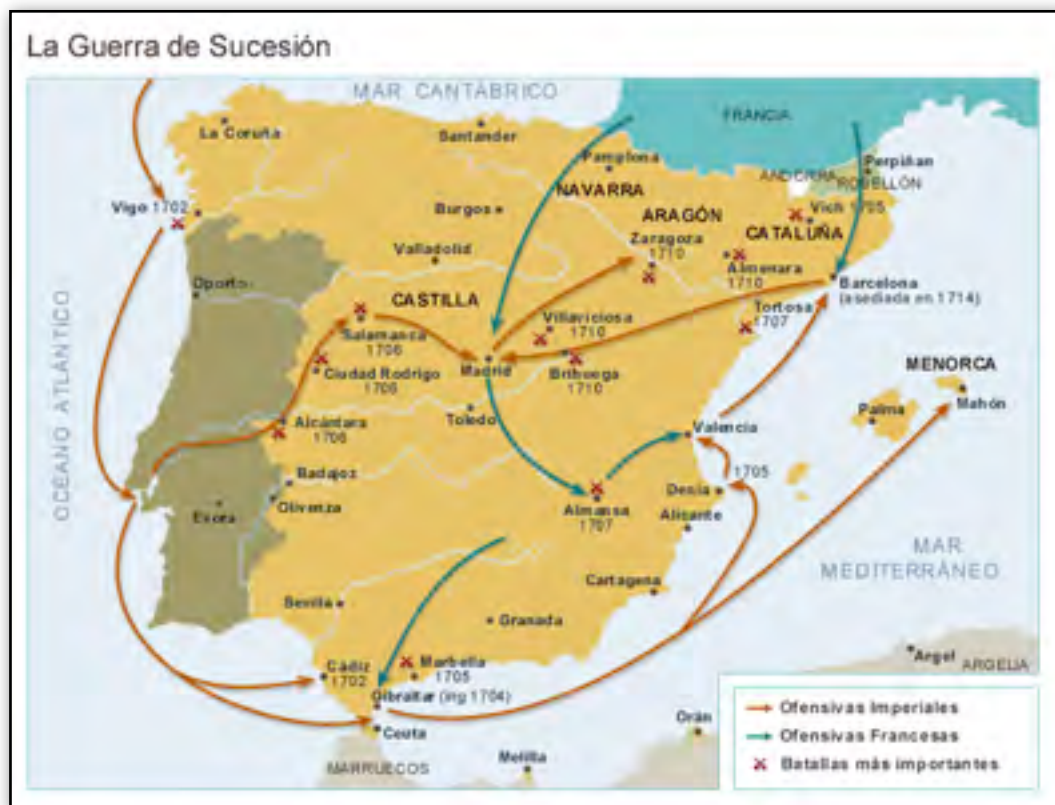 La Guerra de Sucesión
MAR CANTÁBRICO
FRANCIA
La Coruña
Santander
Pamplona
Perpiñan
ANDORRA
ROSELLÓN
NAVARRA
Vigo 1702
Burgos
ARAGÓN
Vich 1705
CATALUÑA
Zaragoza
1710
Valladolid
Almenara
1710
Barcelona
(asediada en 1714)
Oporto
CASTILLA
Salamanca
1706
Villaviciosa
1710
Tortosa
1707
Madrid
Ciudad Rodrigo
1706
Brihuega
1710
MENORCA
Mahón
Palma
OCÉANO ATLÁNTICO
Alcántara
1706
Toledo
Valencia
Badajoz
1705
Denia
Olivenza
Evora
Almansa
1707
Alicante
MAR
MEDITERRÁNEO
Cartagena
Sevilla
Granada
Argel
ARGELIA
Cádiz
1702
Marbella
1705
Gibraltar (ing 1704)
Ceuta
Orán
Melilla
MARRUECOS
Ofensivas Imperiales
Ofensivas Francesas
Batallas más importantes